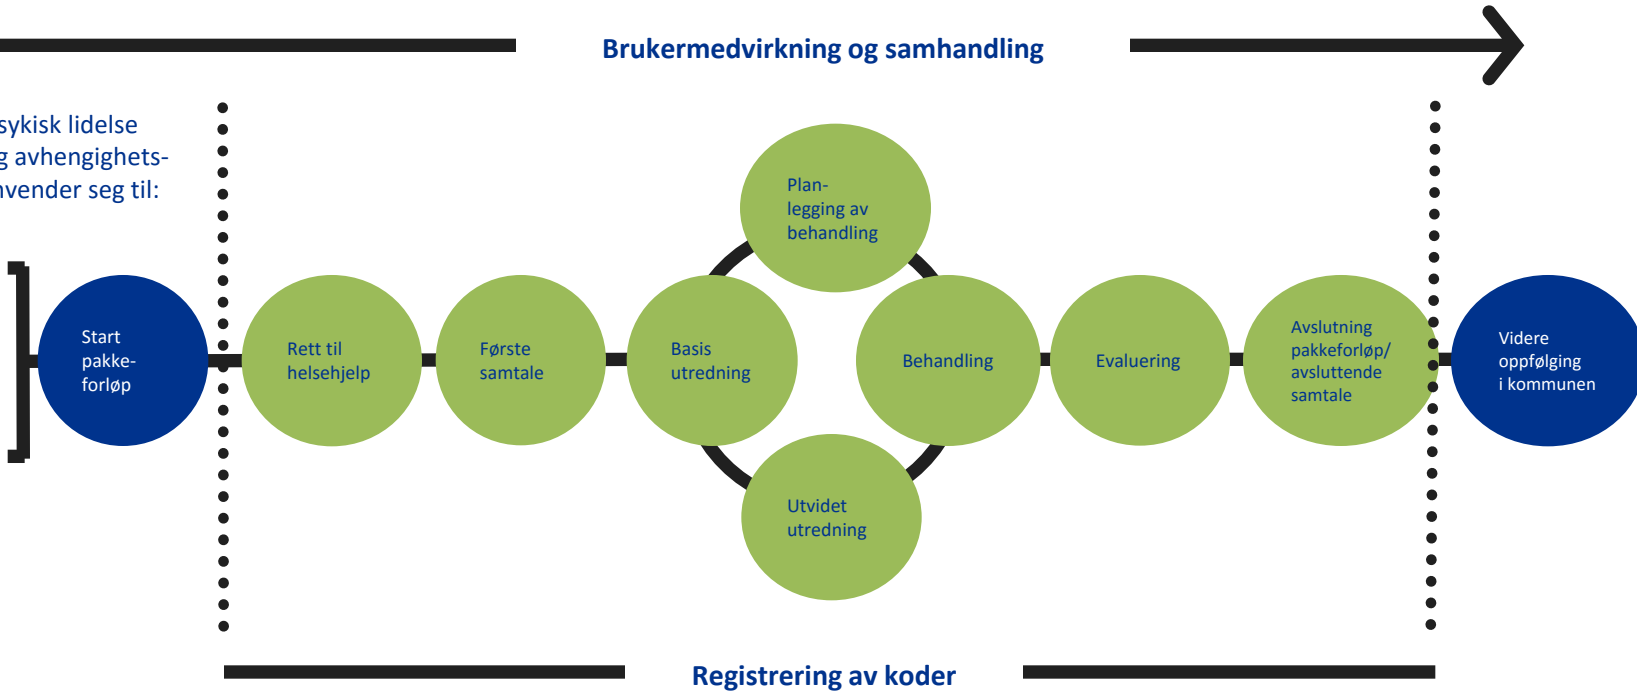 Brukermedvirkning og samhandling
sykisk lidelse
g avhengighets-
nvender seg til:
Start
pakke-
forløp
Rett til
helsehjelp
Første
samtale
Basis
utredning
Plan-
legging av
behandling
Utvidet
utredning
Behandling
Evaluering
Avslutning
pakkeforløp/
avsluttende
samtale
Videre
oppfølging
i kommunen
Registrering av koder